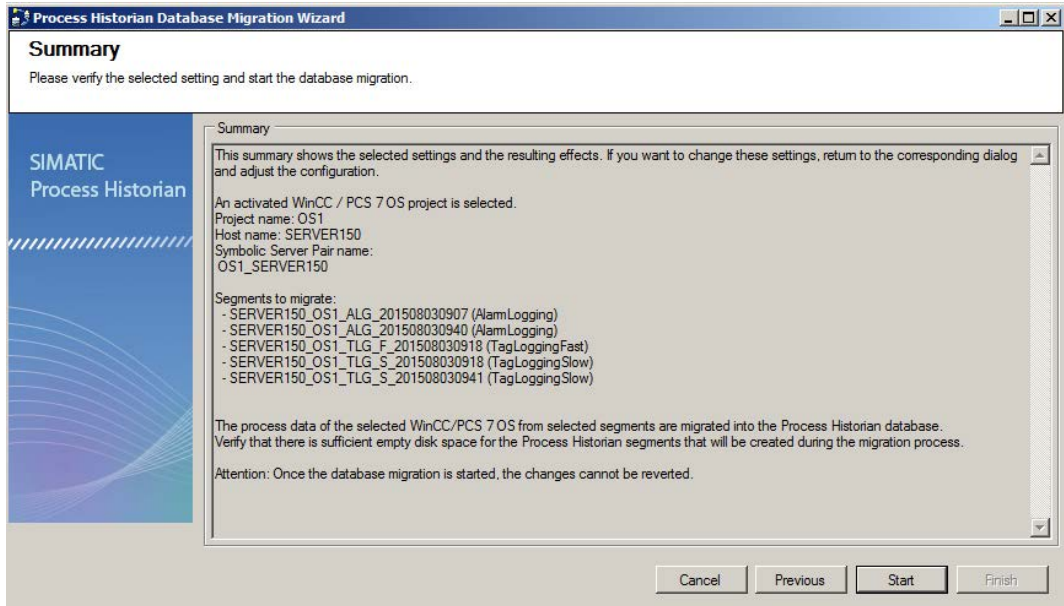 Process Historian Database Migration Wizard
Summary
Please verify the selected setting and start the database migration.
SIMATIC
Process Historian
Summary
This summary shows the selected settings and the resulting effects. If you want to change these settings, return to the corresponding dialog
and adjust the configuration.
An activated WinCC / PCS 7 OS project is selected.
Project name: OS1
Host name: SERVER150
Symbolic Server Pair name:
OS1_SERVER150
Segments to migrate:
- SERVER150_OS1_ALG_201508030907 (AlarmLogging)
- SERVER150_OS1_ALG_201508030940 (AlarmLogging)
- SERVER150_OS1_TLG_F_201508030918 (TagLoggingFast)
- SERVER150_OS1_TLG_S_201508030918 (TagLoggingSlow)
- SERVER150_OS1_TLG_S_201508030941 (TagLoggingSlow)
The process data of the selected WinCC/PCS 7 OS from selected segments are migrated into the Process Historian database.
Verify that there is sufficient empty disk space for the Process Historian segments that will be created during the migration process.
Attention: Once the database migration is started, the changes cannot be reverted.
Cancel Previous Start Finish